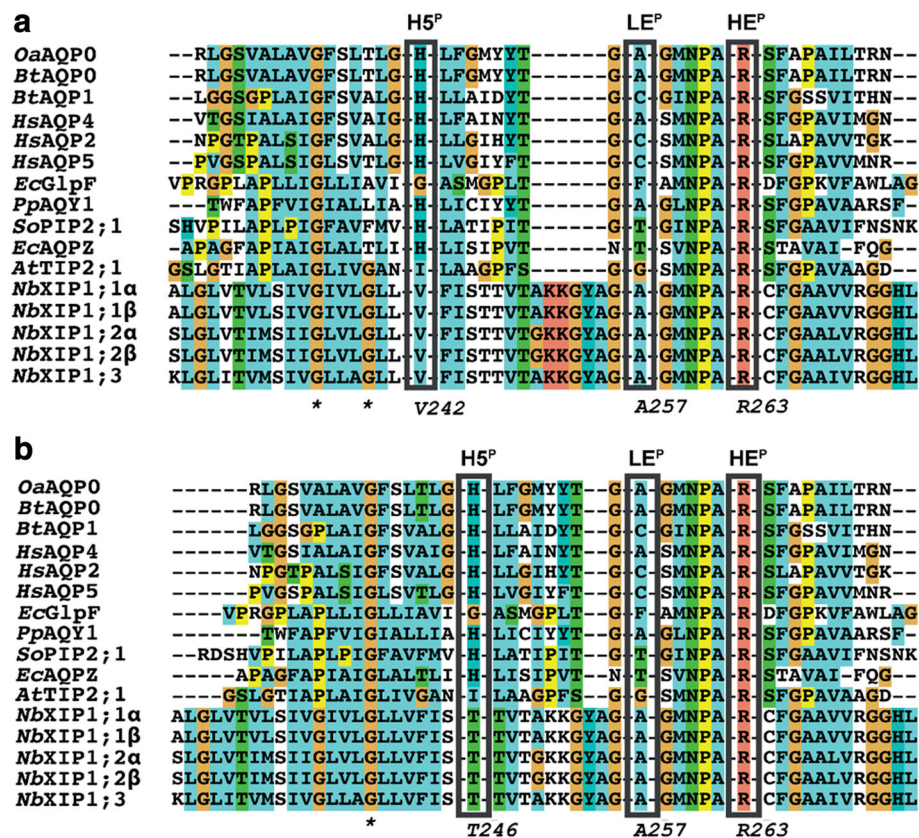 a
H5ᴾ LEᴾ HEᴾ
OaAQP0 --RLGSVALAVGFSLTLG-H-LFGMYYT------G-A-GMNPA-R-SFAPAILTRN--
BtAQP0 --RLGSVALAVGFSLTLG-H-LFGMYYT------G-A-GMNPA-R-SFAPAILTRN--
BtAQP1 --LGGSGPLAIGFSVALG-H-LLAIDYT------G-C-GINPA-R-SFGSSVITHN--
HsAQP4 --VTGSIALAIGFSVAIG-H-LFAINYT------G-A-SMNPA-R-SFGPAVIMGN--
HsAQP2 --NPGTPALSIGFSVALG-H-LLGIHYT------G-C-SMNPA-R-SLAPAVVTGK--
HsAQP5 --PVGSPALSIGLSVTLG-H-LVGIYFT------G-C-SMNPA-R-SFGPAVVMNR--
EcGlpF VPRGPLAPLLIGLLIAVI-G-ASMGPLT------G-F-AMNPA-R-DFGPKVFAWLAG
PpAQY1 ---TWFAPFVIGIALLIA-H-LICIYYT------G-A-GLNPA-R-SFGPAVAARSF-
SoPIP2;1 SHVPILAPLPIGFAVFMV-H-LATIPIT------G-T-GINPA-R-SFGAAVIFNSNK
EcAQPZ -APAGFAPIAIGLALTLI-H-LISIPVT------N-T-SVNPA-R-STAVAI-FQG--
AtTIP2;1 GSLGTIAPLAIGLIVGAN-I-LAAGPFS------G-G-SMNPA-R-SFGPAVAAGD--
NbXIP1;1α ALGLVTVLSIVGIVLGLL-V-FISTTVTAKKGYAG-A-GMNPA-R-CFGAAVVRGGHL
NbXIP1;1β ALGLVTVLSIVGIVLGLL-V-FISTTVTAKKGYAG-A-GMNPA-R-CFGAAVVRGGHL
NbXIP1;2α SLGLVTIMSIIGLVLGLL-V-FISTTVTGKKGYAG-A-GMNPA-R-CFGAALVRGGHL
NbXIP1;2β SLGLVTIMSIIGLVLGLL-V-FISTTVTGKKGYAG-A-GMNPA-R-CFGAALVRGGHL
NbXIP1;3 KLGLITVMSIVGLLAGLL-V-FISTTVTAKKGYAG-A-GMNPA-R-CFGAAIVRGGHL
* * V242 A257 R263
b
H5ᴾ LEᴾ HEᴾ
OaAQP0 ------RLGSVALAVGFSLTLG-H-LFGMYYT--G-A-GMNPA-R-SFAPAILTRN--
BtAQP0 ------RLGSVALAVGFSLTLG-H-LFGMYYT--G-A-GMNPA-R-SFAPAILTRN--
BtAQP1 ------LGGSGPLAIGFSVALG-H-LLAIDYT--G-C-GINPA-R-SFGSSVITHN--
HsAQP4 ------VTGSIALAIGFSVAIG-H-LFAINYT--G-A-SMNPA-R-SFGPAVIMGN--
HsAQP2 ------NPGTPALSIGFSVALG-H-LLGIHYT--G-C-SMNPA-R-SLAPAVVTGK--
HsAQP5 ------PVGSPALSIGLSVTLG-H-LVGIYFT--G-C-SMNPA-R-SFGPAVVMNR--
EcGlpF ----VPRGPLAPLLIGLLIAVI-G-ASMGPLT--G-F-AMNPA-R-DFGPKVFAWLAG
PpAQY1 -------TWFAPFVIGIALLIA-H-LICIYYT--G-A-GLNPA-R-SFGPAVAARSF-
SoPIP2;1 --RDSHVPILAPLPIGFAVFMV-H-LATIPIT--G-T-GINPA-R-SFGAAVIFNSNK
EcAQPZ -----APAGFAPIAIGLALTLI-H-LISIPVT--N-T-SVNPA-R-STAVAI-FQG--
AtTIP2;1 ----GSLGTIAPLAIGLIVGAN-I-LAAGPFS--G-G-SMNPA-R-SFGPAVAAGD--
NbXIP1;1α ALGLVTVLSIVGIVLGLLVFIS-T-TVTAKKGYAG-A-GMNPA-R-CFGAAVVRGGHL
NbXIP1;1β ALGLVTVLSIVGIVLGLLVFIS-T-TVTAKKGYAG-A-GMNPA-R-CFGAAVVRGGHL
NbXIP1;2α SLGLVTIMSIIGLVLGLLVFIS-T-TVTGKKGYAG-A-GMNPA-R-CFGAALVRGGHL
NbXIP1;2β SLGLVTIMSIIGLVLGLLVFIS-T-TVTGKKGYAG-A-GMNPA-R-CFGAALVRGGHL
NbXIP1;3 KLGLITVMSIVGLLAGLLVFIS-T-TVTAKKGYAG-A-GMNPA-R-CFGAAIVRGGHL
* T246 A257 R263